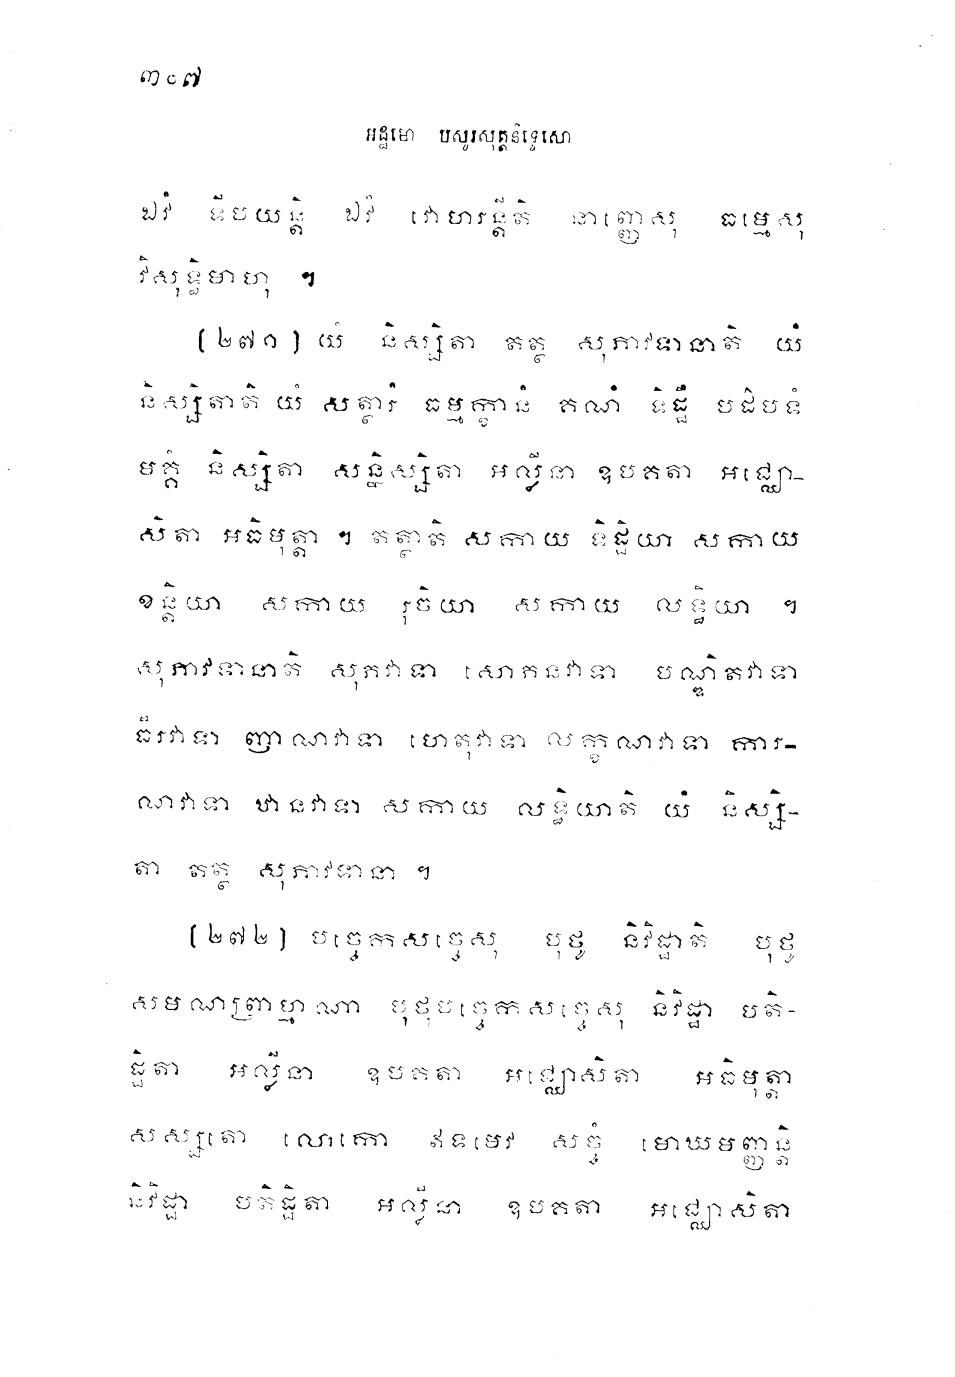 ៣០៧
អដ្ឋមោ បសូរសុត្តនិទ្ទេសោ
ឯវំ ទីបយន្តិ ឯវំ វោហរន្តីតិ នាញ្ញេសុ ធម្មេសុ
វិសុទ្ធិមាហុ ។
(២៧១) យំ និស្សិតា តត្ថ សុភាវទានាតិ យំ
និស្សិតាតិ យំ សត្ថារំ ធម្មក្ខានំ គណំ ទិដ្ឋឹ បដិបទំ
មគ្គំ និស្សិតា សន្និស្សិតា អល្លីនា ឧបគតា អជ្ឈោ-
សិតា អធិមុត្តា ។ តត្ថាតិ សកាយ ទិដ្ឋិយា សកាយ
ខន្តិយា សកាយ រុចិយា សកាយ លទ្ធិយា ។
សុភាវទានាតិ សុភវាទា សោភនវាទា បណ្ឌិតវាទា
ធីរវាទា ញាណវាទា ហេតុវាទា លក្ខណវាទា ការ-
ណវាទា ឋានវាទា សកាយ លទ្ធិយាតិ យំ និស្សិ-
តា តត្ថ សុភាវទានា ។
(២៧២) បច្ចេកសច្ចេសុ បុថូ និវិដ្ឋាតិ បុថូ
សមណព្រាហ្មណា បុថុបច្ចេកសច្ចេសុ និវិដ្ឋា បតិ-
ដ្ឋិតា អល្លីនា ឧបគតា អជ្ឈោសិតា អធិមុត្តា
សស្សតោ លោកោ ឥទមេវ សច្ចំ មោឃមញ្ញន្តិ
និវិដ្ឋា បតិដ្ឋិតា អល្លីនា ឧបគតា អជ្ឈោសិតា